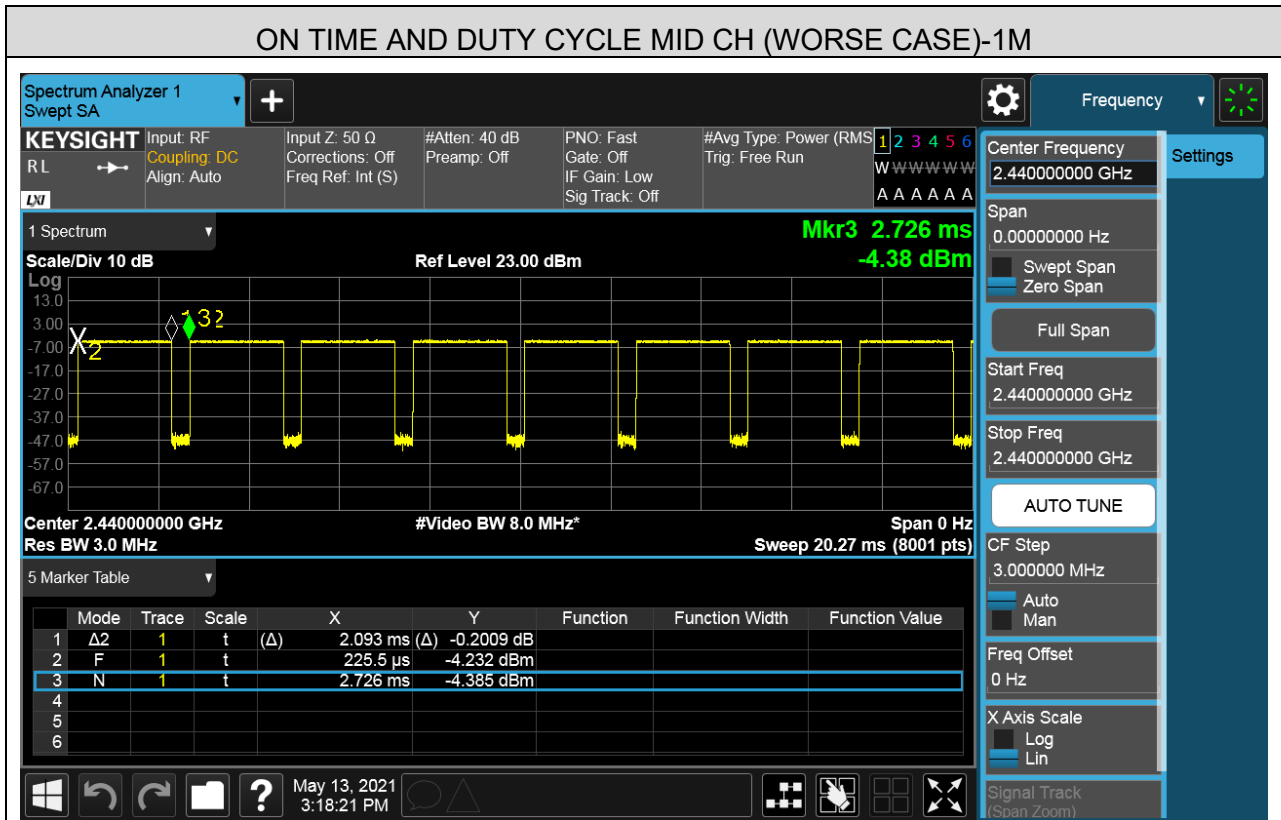 ON TIME AND DUTY CYCLE MID CH (WORSE CASE)-1M
Spectrum Analyzer 1
Swept SA
Frequency
KEYSIGHT
RL
LXI
Input: RF
Coupling: DC
Align: Auto
Input Z: 50 Ω
Corrections: Off
Freq Ref: Int (S)
#Atten: 40 dB
Preamp: Off
PNO: Fast
Gate: Off
IF Gain: Low
Sig Track: Off
#Avg Type: Power (RMS
Trig: Free Run
1 2 3 4 5 6
W W W W W W
A A A A A A
1 Spectrum
Mkr3 2.726 ms
Scale/Div 10 dB
Ref Level 23.00 dBm
-4.38 dBm
Log
13.0
3.00
-7.00
-17.0
-27.0
-37.0
-47.0
-57.0
-67.0
X2
1 3 2
Center 2.440000000 GHz
#Video BW 8.0 MHz*
Span 0 Hz
Res BW 3.0 MHz
Sweep 20.27 ms (8001 pts)
5 Marker Table
Mode Trace Scale X Y Function Function Width Function Value
1 Δ2 1 t (Δ) 2.093 ms (Δ) -0.2009 dB
2 F 1 t 225.5 µs -4.232 dBm
3 N 1 t 2.726 ms -4.385 dBm
4
5
6
?
May 13, 2021
3:18:21 PM
Center Frequency
2.440000000 GHz
Settings
Span
0.00000000 Hz
Swept Span
Zero Span
Full Span
Start Freq
2.440000000 GHz
Stop Freq
2.440000000 GHz
AUTO TUNE
CF Step
3.000000 MHz
Auto
Man
Freq Offset
0 Hz
X Axis Scale
Log
Lin
Signal Track
(Span Zoom)